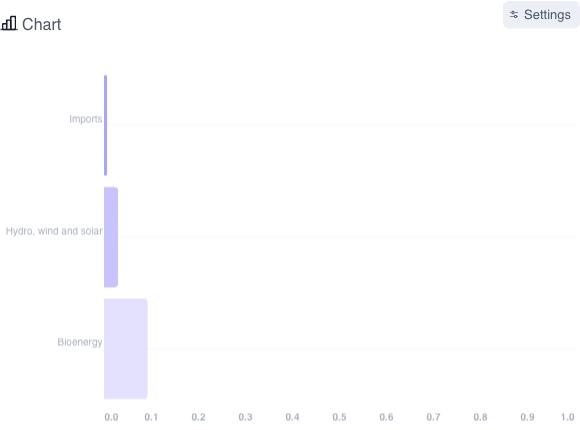 Chart
Settings
Imports
Hydro, wind and solar
Bioenergy
0.0 0.1 0.2 0.3 0.4 0.5 0.6 0.7 0.8 0.9 1.0